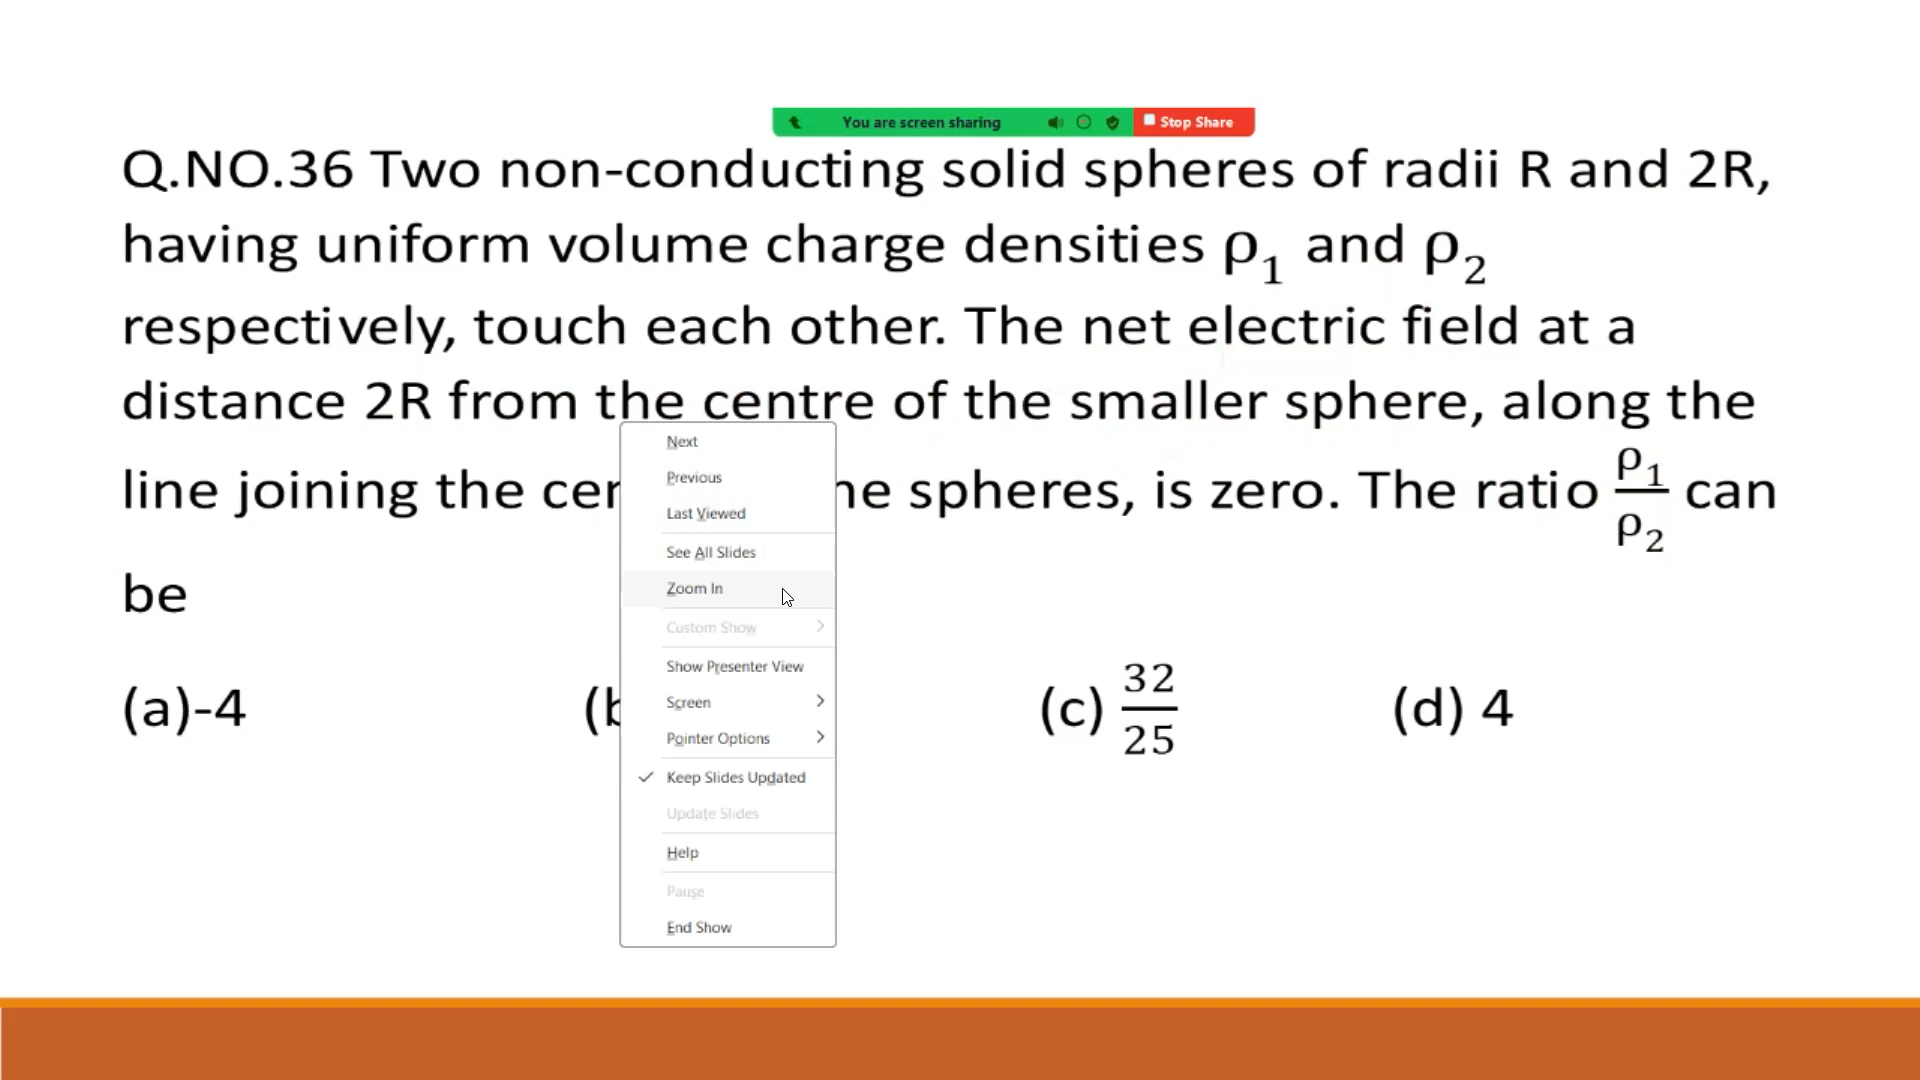 You are screen sharing Stop Share
Q.NO.36 Two non-conducting solid spheres of radii R and 2R,
having uniform volume charge densities ρ₁ and ρ₂
respectively, touch each other. The net electric field at a
distance 2R from the centre of the smaller sphere, along the
line joining the spheres, is zero. The ratio ρ₁/ρ₂ can
be
(a)-4 (c) 32/25 (d) 4
Next
Previous
Last Viewed
See All Slides
Zoom In
Custom Show
Show Presenter View
Screen
Pointer Options
Keep Slides Updated
Update Slides
Help
Pause
End Show